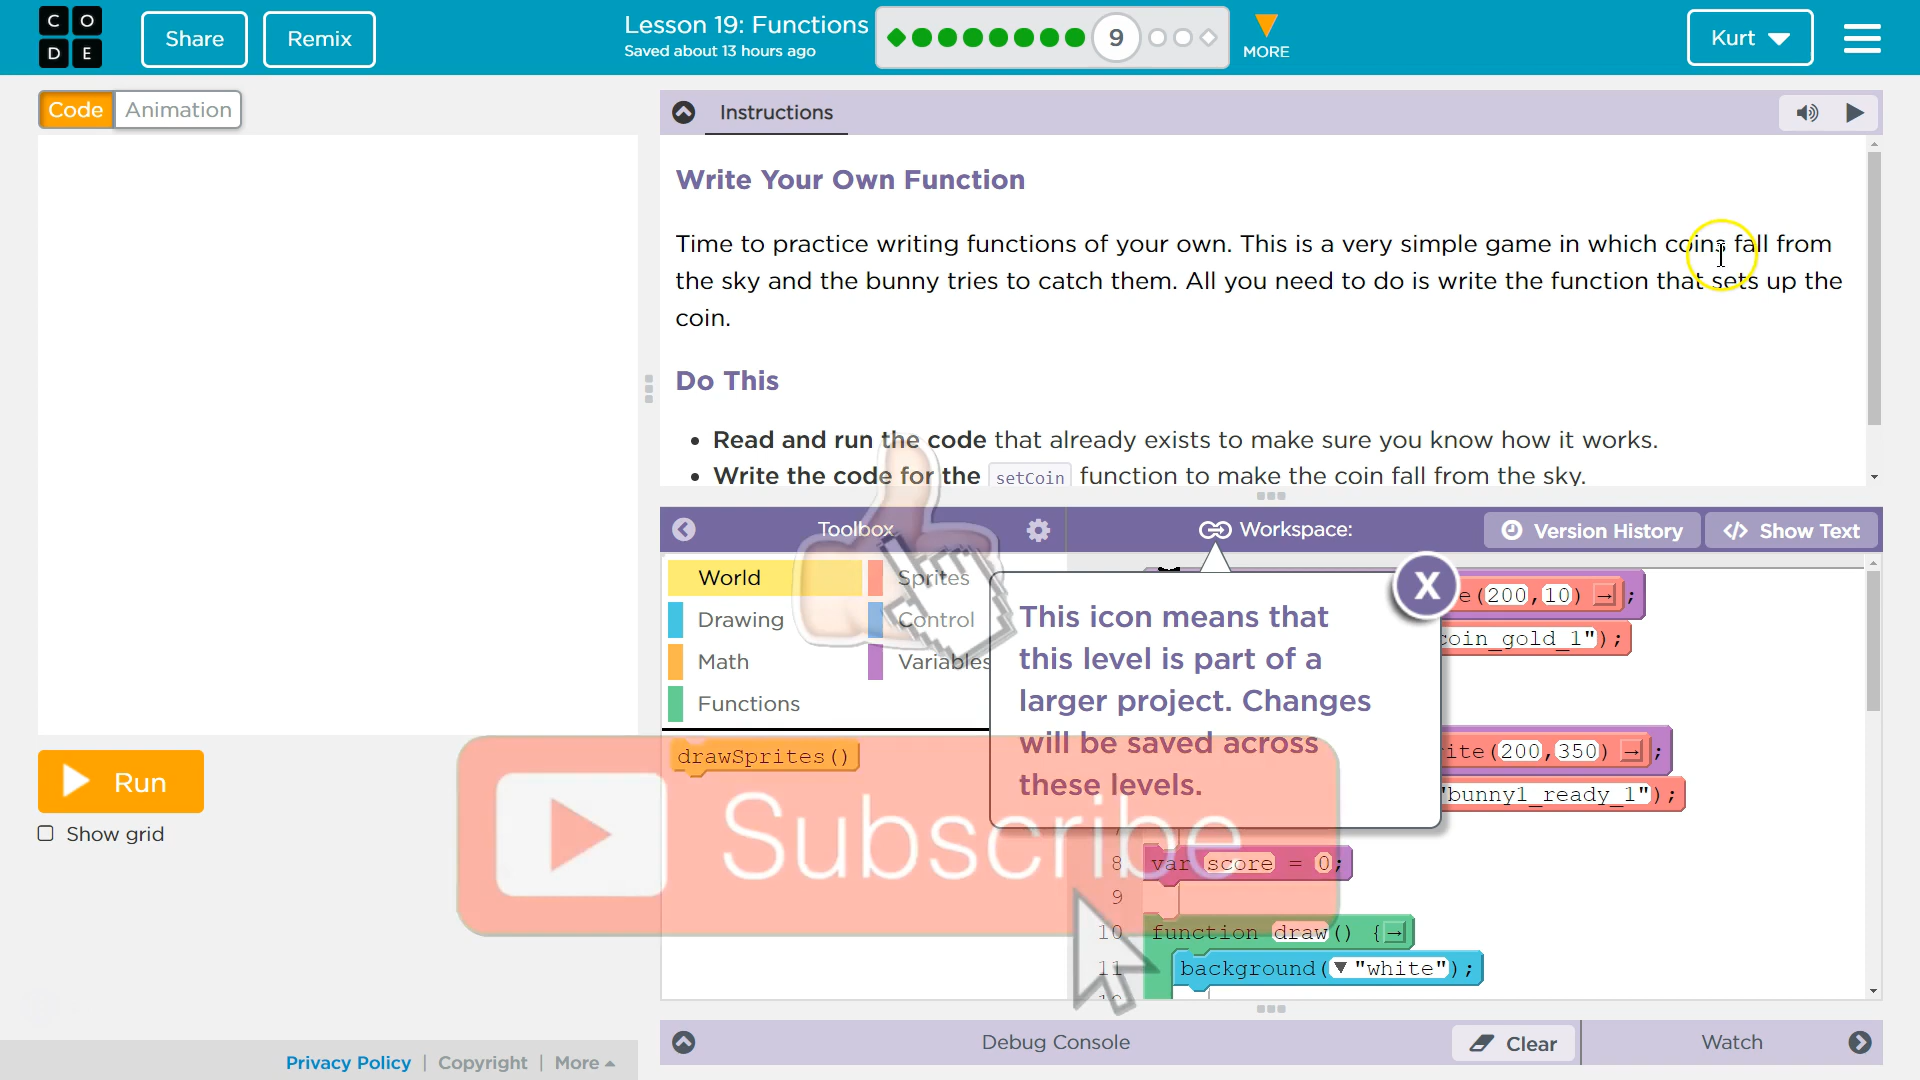 CODE
Share
Remix
Lesson 19: Functions
Saved about 13 hours ago
9
MORE
Kurt
Code
Animation
Instructions
Write Your Own Function
Time to practice writing functions of your own. This is a very simple game in which coins fall from
the sky and the bunny tries to catch them. All you need to do is write the function that sets up the
coin.
Do This
Read and run the code that already exists to make sure you know how it works.
Write the code for the setCoin function to make the coin fall from the sky.
Toolbox
Workspace:
Version History
Show Text
World
Sprites
Drawing
Control
Math
Variables
Functions
drawSprites()
This icon means that
this level is part of a
larger project. Changes
will be saved across
these levels.
X
e(200,10) → ;
coin_gold_1");
ite(200,350) → ;
"bunny1_ready_1");
8 var score = 0;
9
10 function draw() { →
11 background( ▼ "white");
Run
Show grid
Subscribe
Debug Console
Clear
Watch
Privacy Policy | Copyright | More